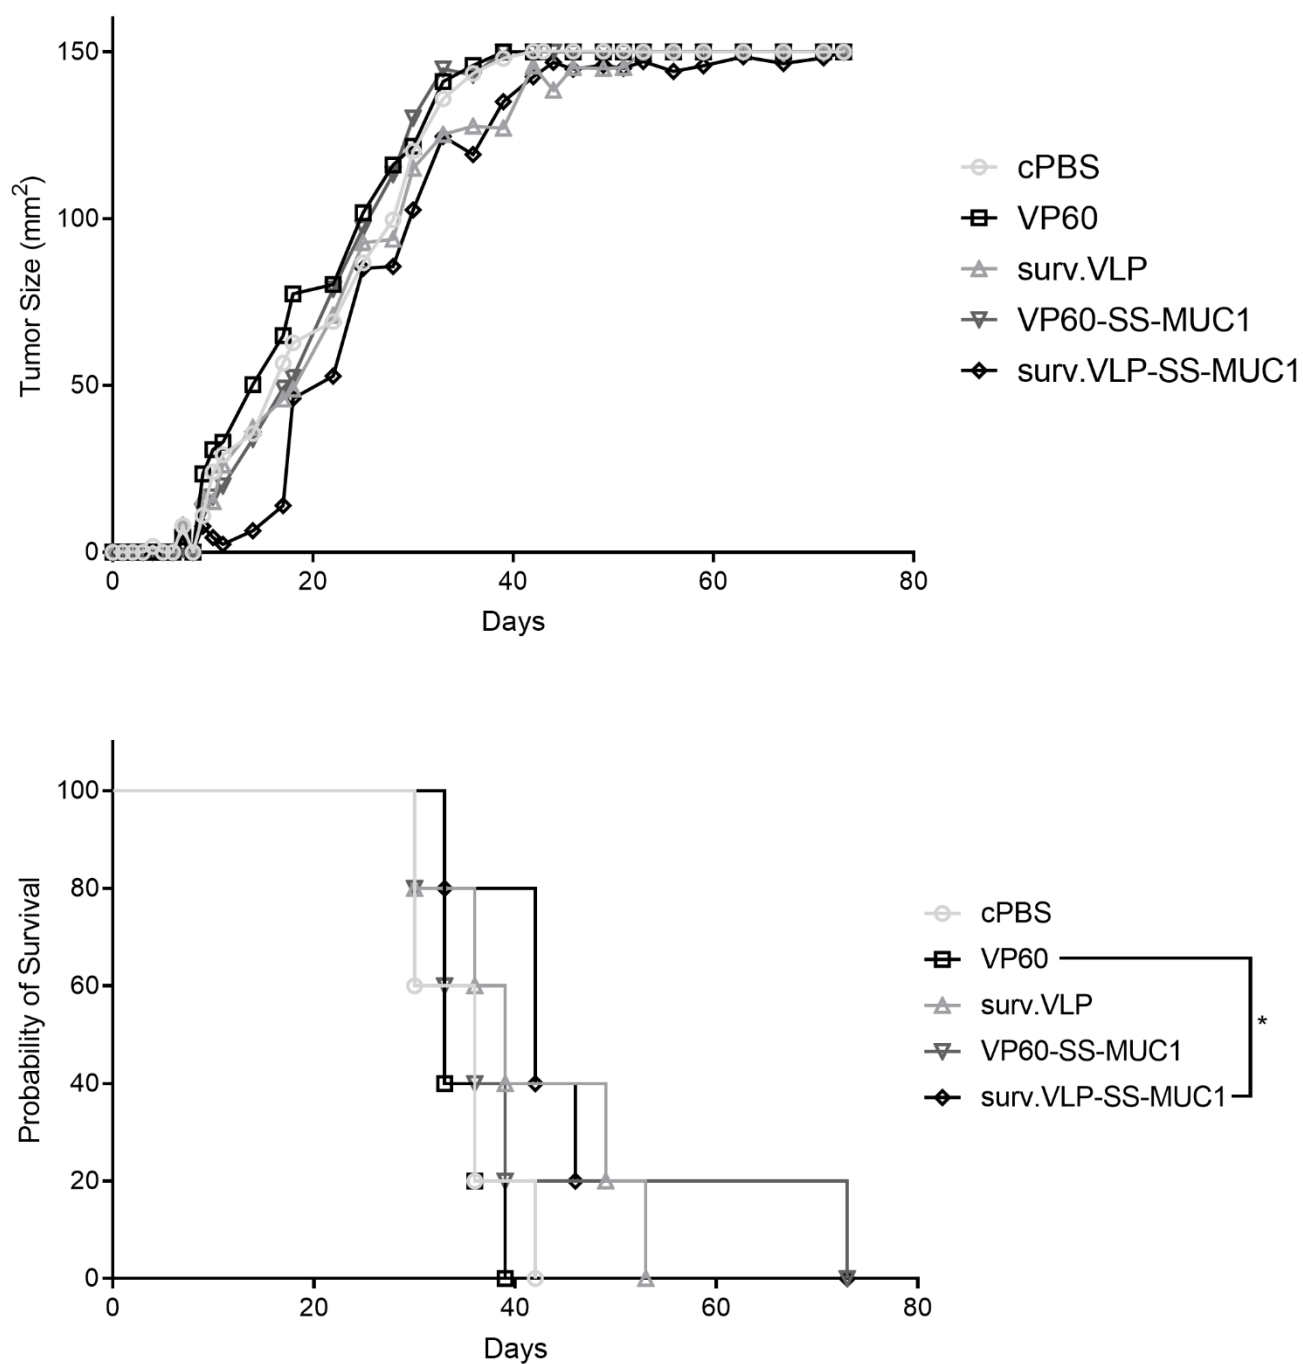 150
100
50
0
0 20 40 60 80
Tumor Size (mm²)
Days
cPBS
VP60
surv.VLP
VP60-SS-MUC1
surv.VLP-SS-MUC1
100
80
60
40
20
0
0 20 40 60 80
Probability of Survival
Days
cPBS
VP60
surv.VLP
*
VP60-SS-MUC1
surv.VLP-SS-MUC1